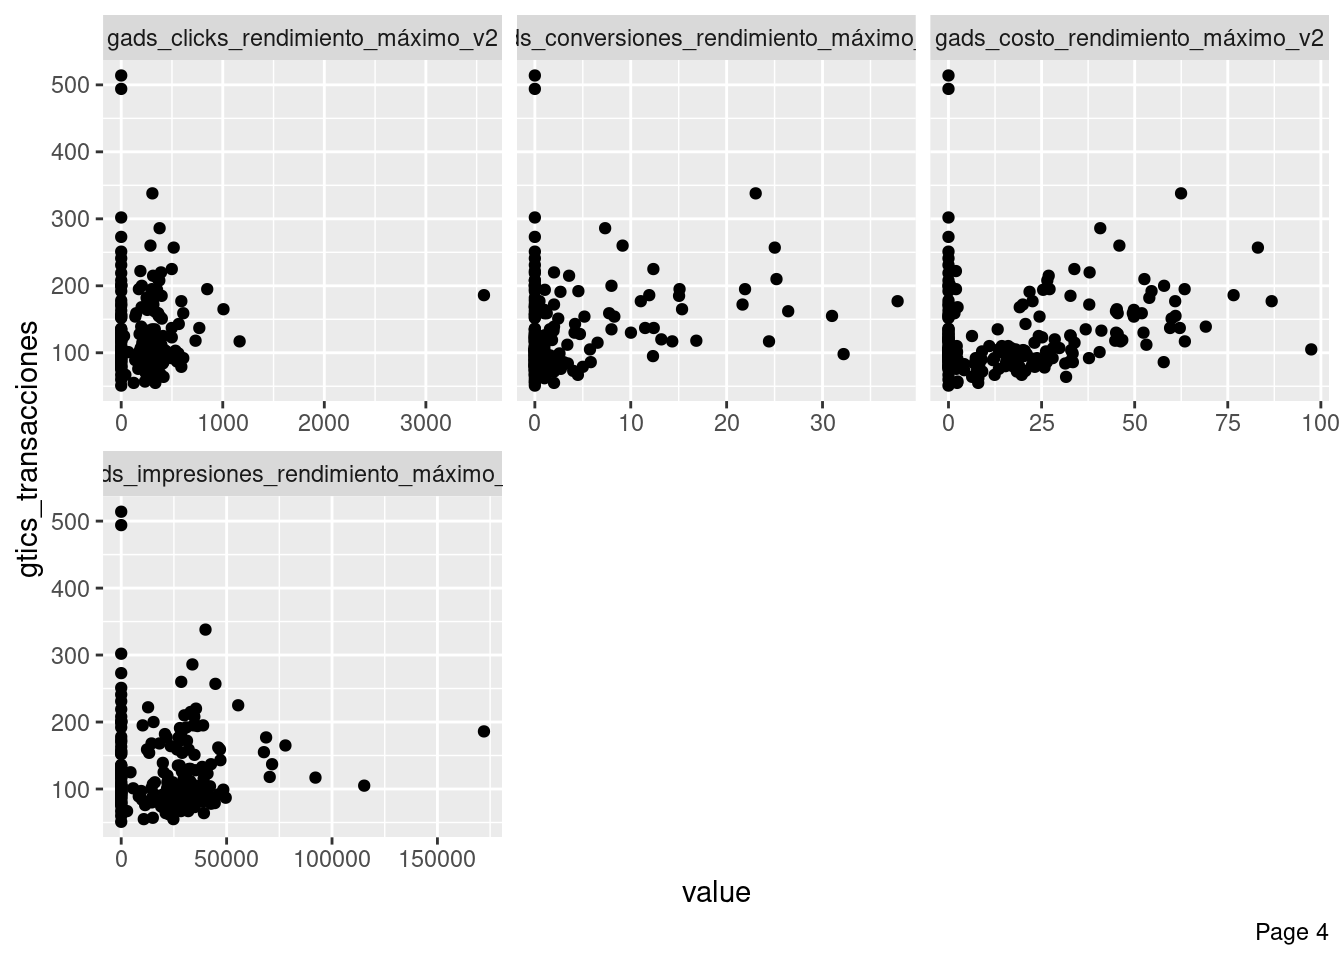 gads_clicks_rendimiento_máximo_v2
ds_conversiones_rendimiento_máximo_
gads_costo_rendimiento_máximo_v2
500
400
300
200
100
0 1000 2000 3000
0 10 20 30
0 25 50 75 100
ds_impresiones_rendimiento_máximo_
500
400
300
200
100
0 50000 100000 150000
gtics_transacciones
value
Page 4